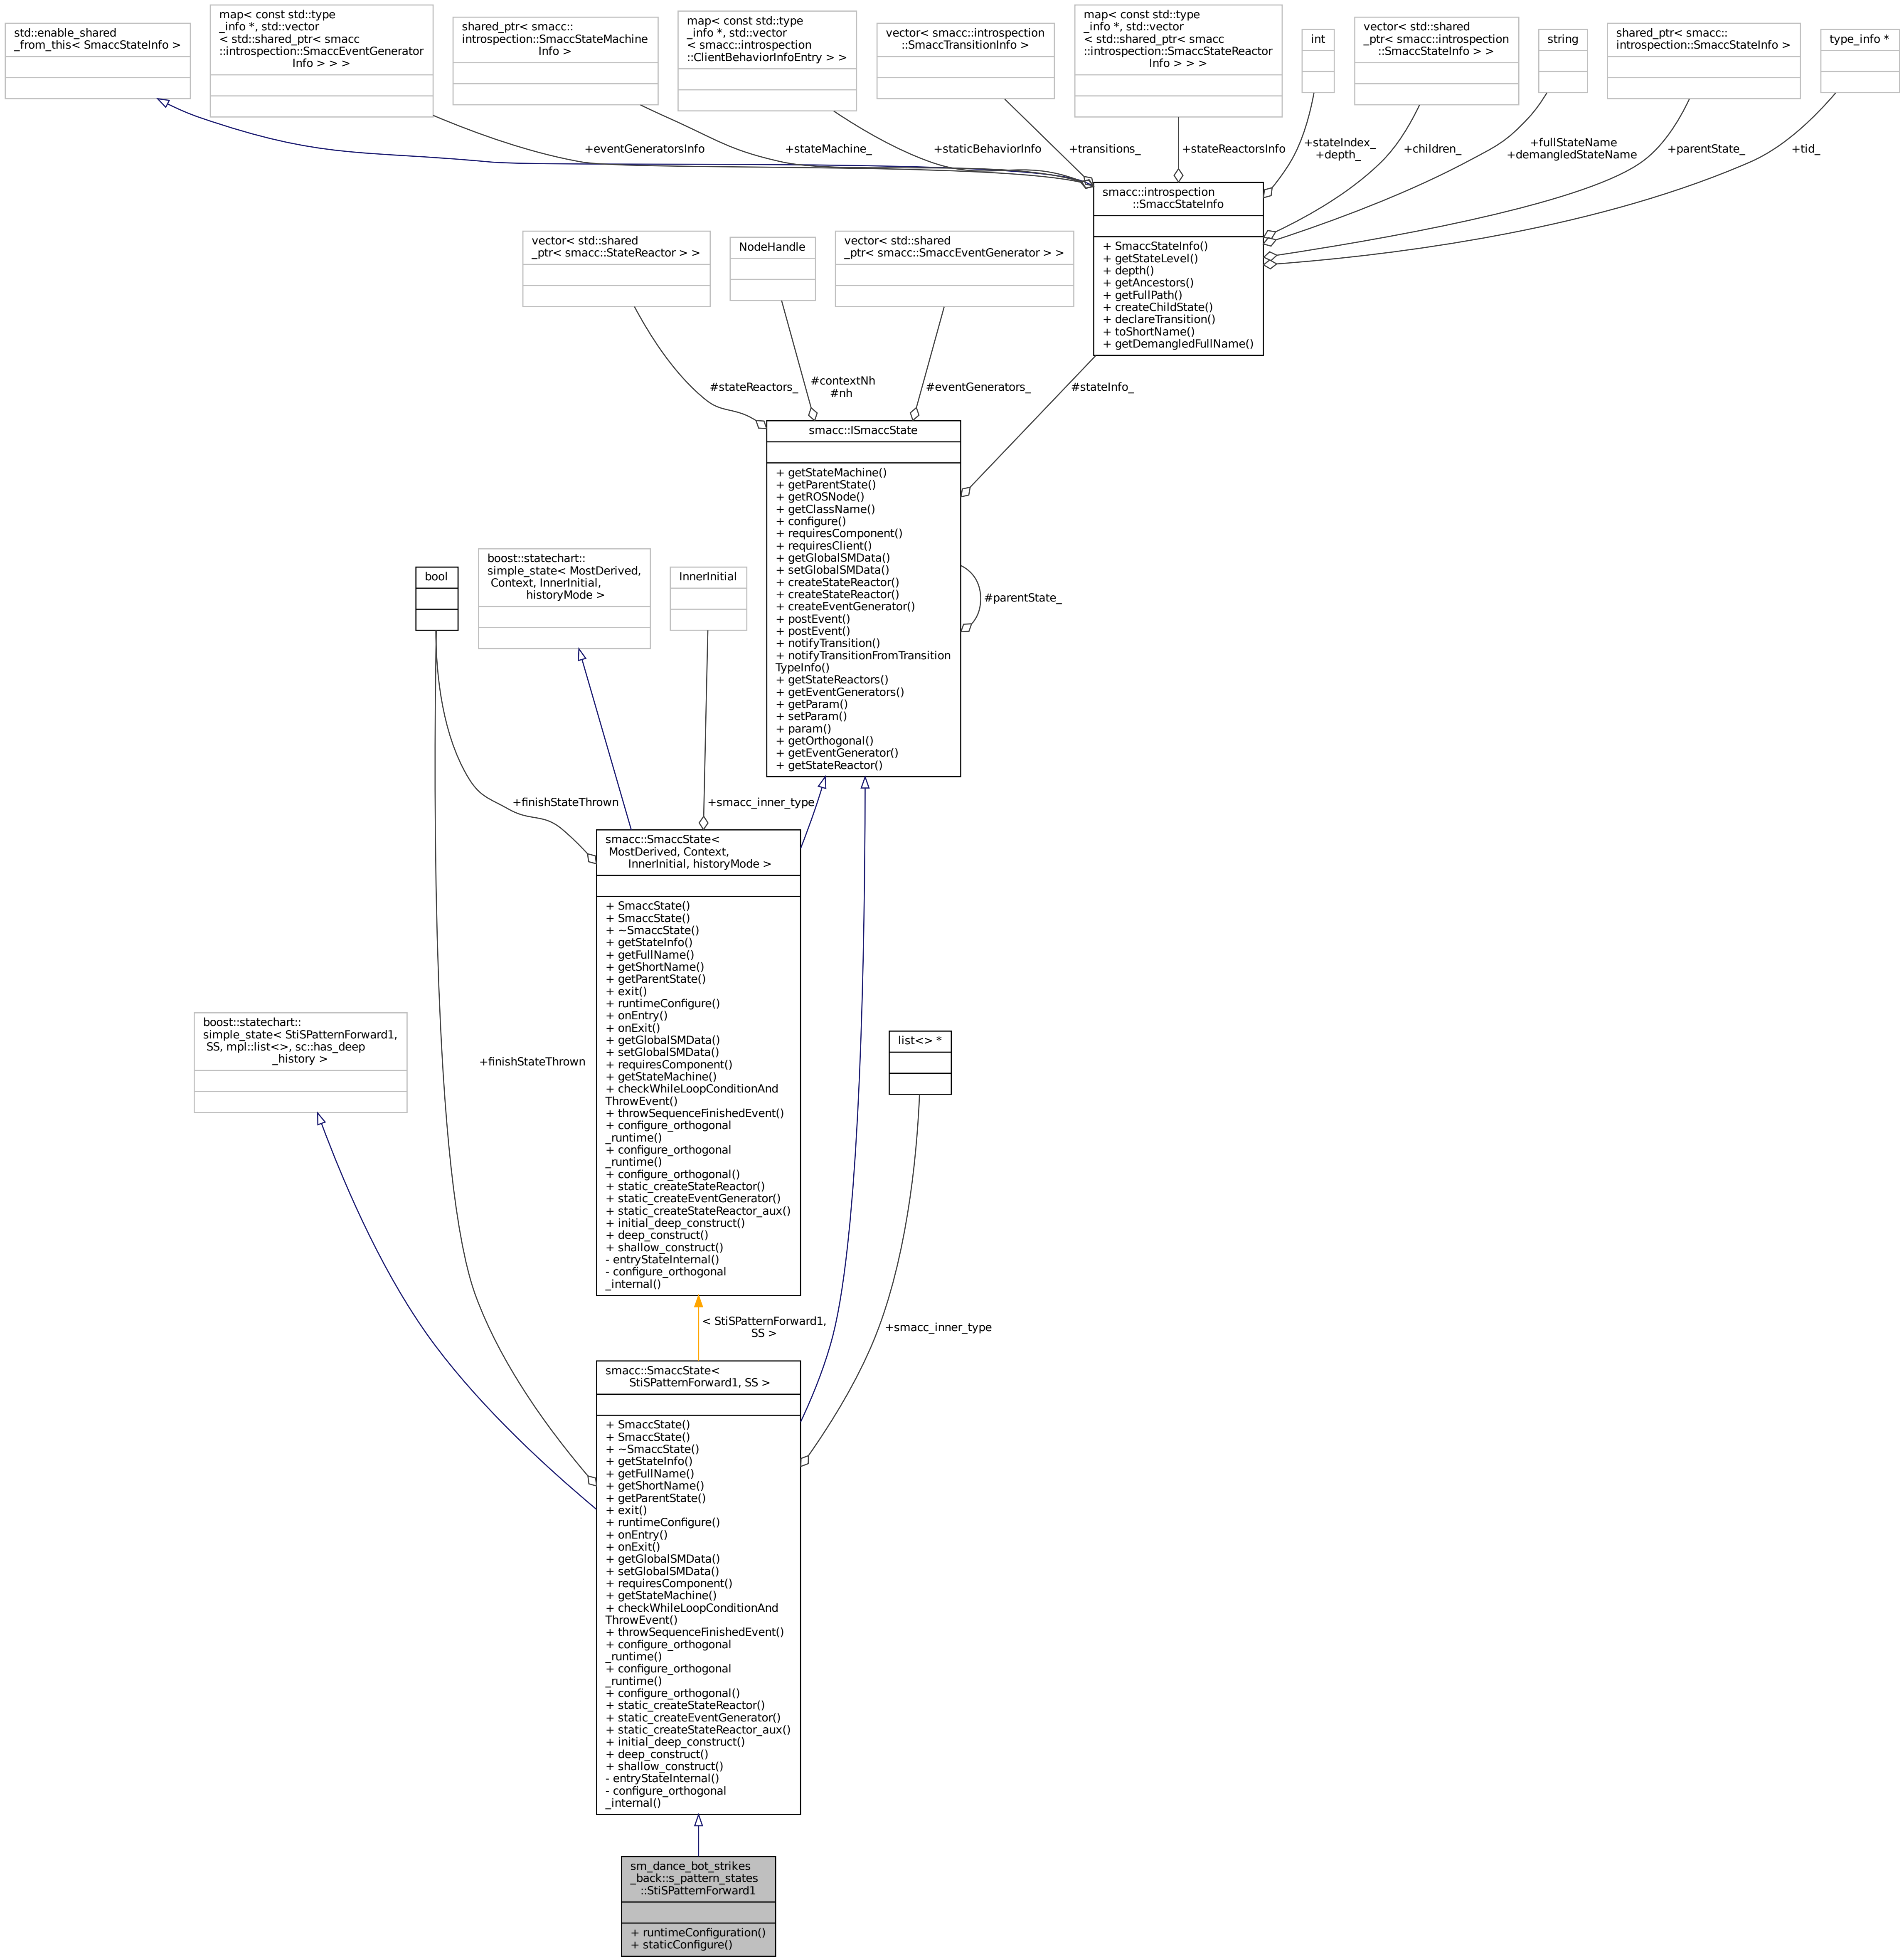 std::enable_shared
_from_this< SmaccStateInfo >
map< const std::type
_info *, std::vector
< std::shared_ptr< smacc
::introspection::SmaccEventGenerator
Info > > >
shared_ptr< smacc::
introspection::SmaccStateMachine
Info >
map< const std::type
_info *, std::vector
< smacc::introspection
::ClientBehaviorInfoEntry > >
vector< smacc::introspection
::SmaccTransitionInfo >
map< const std::type
_info *, std::vector
< std::shared_ptr< smacc
::introspection::SmaccStateReactor
Info > > >
int
vector< std::shared
_ptr< smacc::introspection
::SmaccStateInfo > >
string
shared_ptr< smacc::
introspection::SmaccStateInfo >
type_info *
+eventGeneratorsInfo
+stateMachine_
+staticBehaviorInfo
+transitions_
+stateReactorsInfo
+stateIndex_
+depth_
+children_
+fullStateName
+demangledStateName
+parentState_
+tid_
smacc::introspection
::SmaccStateInfo
+ SmaccStateInfo()
+ getStateLevel()
+ depth()
+ getAncestors()
+ getFullPath()
+ createChildState()
+ declareTransition()
+ toShortName()
+ getDemangledFullName()
vector< std::shared
_ptr< smacc::StateReactor > >
NodeHandle
vector< std::shared
_ptr< smacc::SmaccEventGenerator > >
#stateReactors_
#contextNh
#nh
#eventGenerators_
#stateInfo_
smacc::ISmaccState
+ getStateMachine()
+ getParentState()
+ getROSNode()
+ getClassName()
+ configure()
+ requiresComponent()
+ requiresClient()
+ getGlobalSMData()
+ setGlobalSMData()
+ createStateReactor()
+ createStateReactor()
+ createEventGenerator()
+ postEvent()
+ postEvent()
+ notifyTransition()
+ notifyTransitionFromTransition
TypeInfo()
+ getStateReactors()
+ getEventGenerators()
+ getParam()
+ setParam()
+ param()
+ getOrthogonal()
+ getEventGenerator()
+ getStateReactor()
#parentState_
bool
boost::statechart::
simple_state< MostDerived,
Context, InnerInitial,
historyMode >
InnerInitial
+finishStateThrown
+smacc_inner_type
smacc::SmaccState<
MostDerived, Context,
InnerInitial, historyMode >
+ SmaccState()
+ SmaccState()
+ ~SmaccState()
+ getStateInfo()
+ getFullName()
+ getShortName()
+ getParentState()
+ exit()
+ runtimeConfigure()
+ onEntry()
+ onExit()
+ getGlobalSMData()
+ setGlobalSMData()
+ requiresComponent()
+ getStateMachine()
+ checkWhileLoopConditionAnd
ThrowEvent()
+ throwSequenceFinishedEvent()
+ configure_orthogonal
_runtime()
+ configure_orthogonal
_runtime()
+ configure_orthogonal()
+ static_createStateReactor()
+ static_createEventGenerator()
+ static_createStateReactor_aux()
+ initial_deep_construct()
+ deep_construct()
+ shallow_construct()
- entryStateInternal()
- configure_orthogonal
_internal()
boost::statechart::
simple_state< StiSPatternForward1,
SS, mpl::list<>, sc::has_deep
_history >
+finishStateThrown
list<> *
< StiSPatternForward1,
SS >
+smacc_inner_type
smacc::SmaccState<
StiSPatternForward1, SS >
+ SmaccState()
+ SmaccState()
+ ~SmaccState()
+ getStateInfo()
+ getFullName()
+ getShortName()
+ getParentState()
+ exit()
+ runtimeConfigure()
+ onEntry()
+ onExit()
+ getGlobalSMData()
+ setGlobalSMData()
+ requiresComponent()
+ getStateMachine()
+ checkWhileLoopConditionAnd
ThrowEvent()
+ throwSequenceFinishedEvent()
+ configure_orthogonal
_runtime()
+ configure_orthogonal
_runtime()
+ configure_orthogonal()
+ static_createStateReactor()
+ static_createEventGenerator()
+ static_createStateReactor_aux()
+ initial_deep_construct()
+ deep_construct()
+ shallow_construct()
- entryStateInternal()
- configure_orthogonal
_internal()
sm_dance_bot_strikes
_back::s_pattern_states
::StiSPatternForward1
+ runtimeConfiguration()
+ staticConfigure()